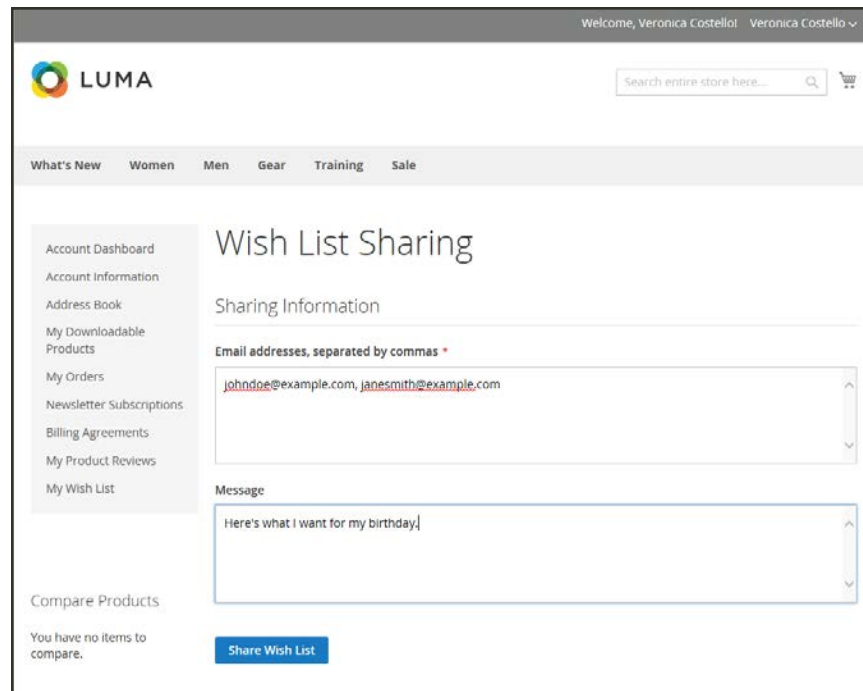 Welcome, Veronica Costello! Veronica Costello
LUMA
Search entire store here...
What's New Women Men Gear Training Sale
Account Dashboard
Account Information
Address Book
My Downloadable
Products
My Orders
Newsletter Subscriptions
Billing Agreements
My Product Reviews
My Wish List
Compare Products
You have no items to
compare.
Wish List Sharing
Sharing Information
Email addresses, separated by commas *
johndoe@example.com, janesmith@example.com
Message
Here's what I want for my birthday.
Share Wish List